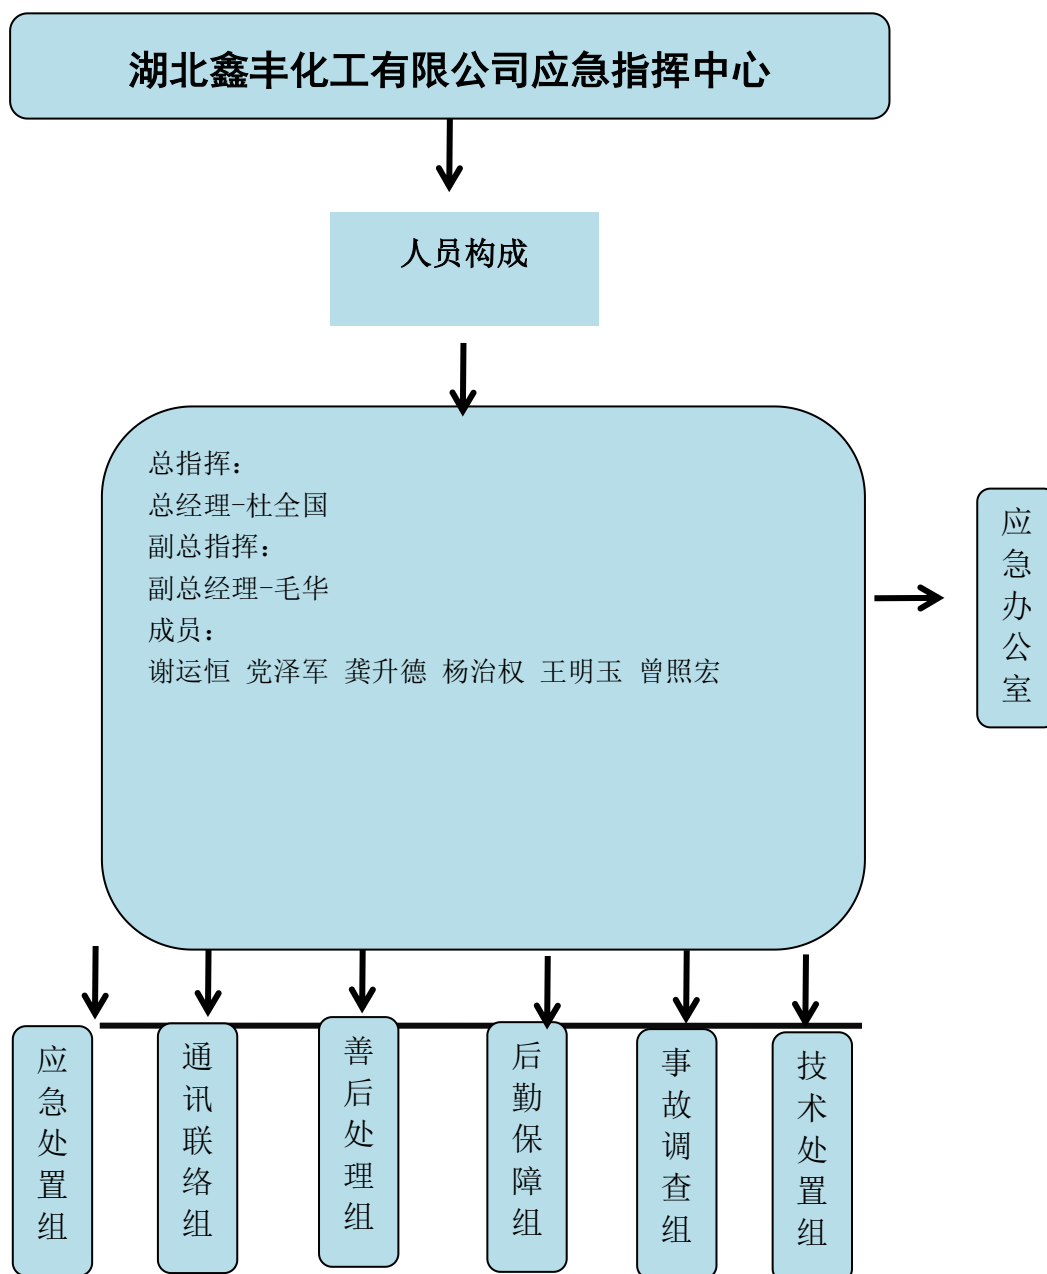 湖北鑫丰化工有限公司应急指挥中心
人员构成
总指挥：
总经理-杜全国
副总指挥：
副总经理-毛华
成员：
谢运恒 党泽军 龚升德 杨治权 王明玉 曾照宏
应急办公室
应急处置组
通讯联络组
善后处理组
后勤保障组
事故调查组
技术处置组